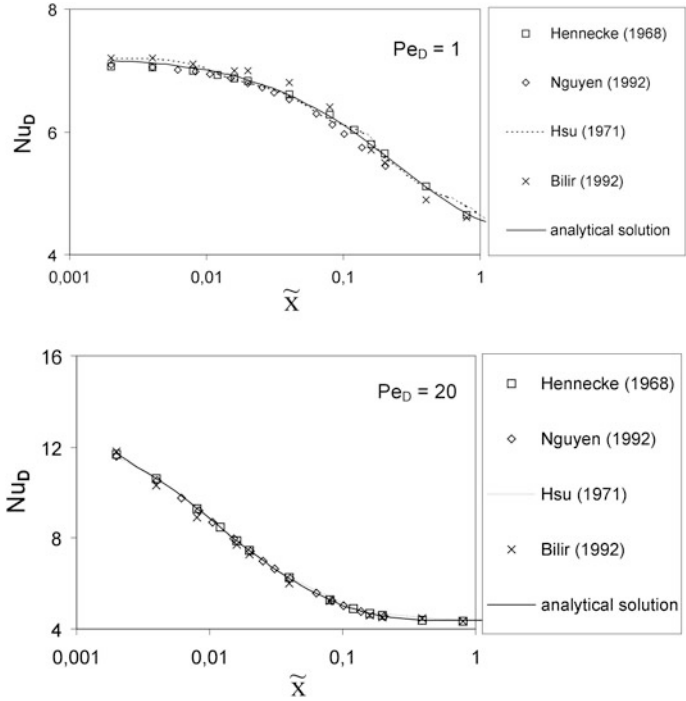 8
6
4
Nu_D
Pe_D = 1
0,001
0,01
0,1
1
x̃
Hennecke (1968)
Nguyen (1992)
Hsu (1971)
Bilir (1992)
analytical solution
16
12
8
4
Nu_D
Pe_D = 20
0,001
0,01
0,1
1
x̃
Hennecke (1968)
Nguyen (1992)
Hsu (1971)
Bilir (1992)
analytical solution